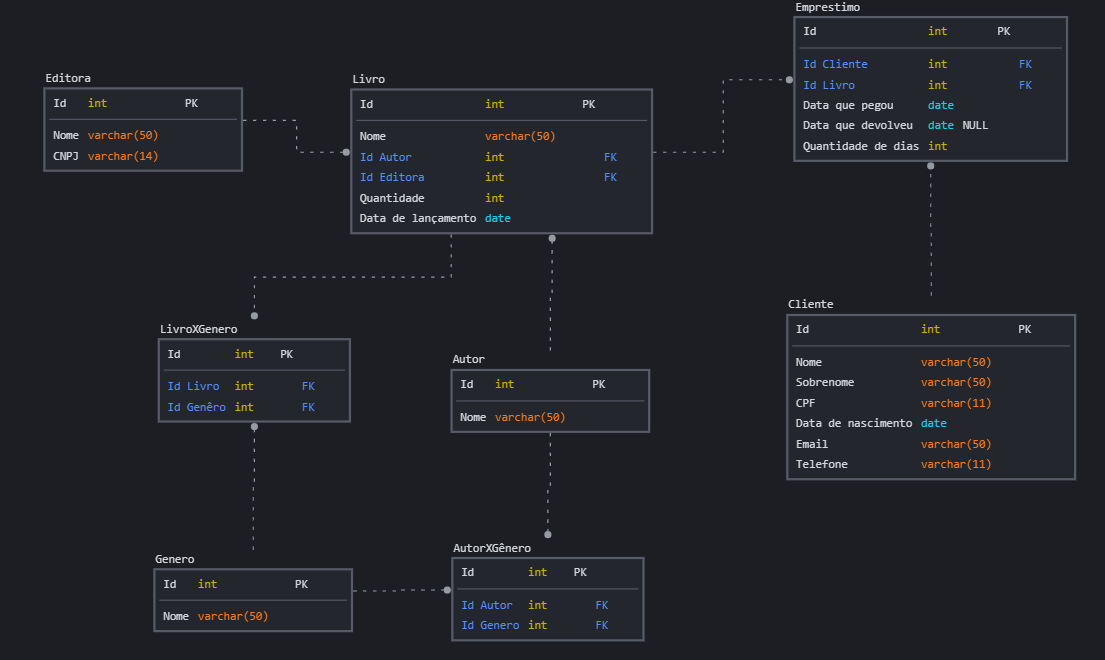 Emprestimo
Id int PK
Id Cliente int FK
Id Livro int FK
Data que pegou date
Data que devolveu date NULL
Quantidade de dias int
Editora
Id int PK
Nome varchar(50)
CNPJ varchar(14)
Livro
Id int PK
Nome varchar(50)
Id Autor int FK
Id Editora int FK
Quantidade int
Data de lançamento date
Cliente
Id int PK
Nome varchar(50)
Sobrenome varchar(50)
CPF varchar(11)
Data de nascimento date
Email varchar(50)
Telefone varchar(11)
LivroXGenero
Id int PK
Id Livro int FK
Id Genêro int FK
Autor
Id int PK
Nome varchar(50)
Genero
Id int PK
Nome varchar(50)
AutorXGênero
Id int PK
Id Autor int FK
Id Genero int FK